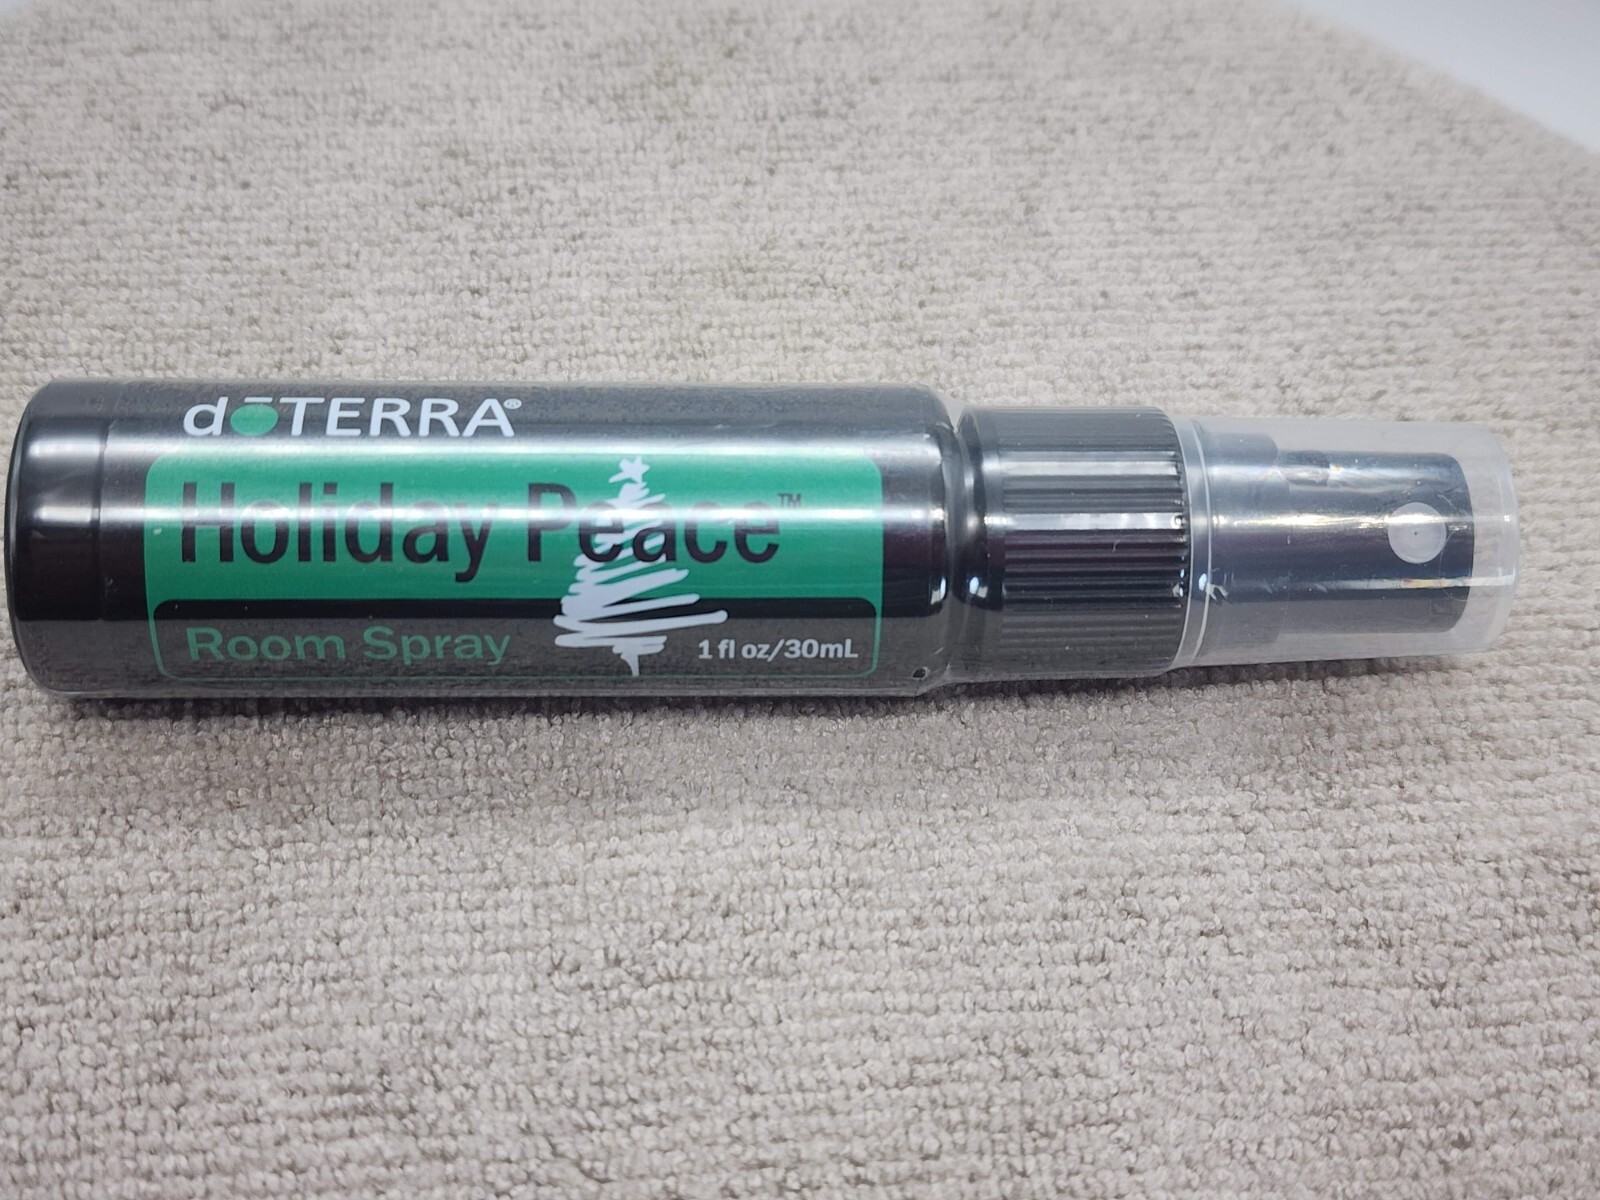 dōTERRA®
Holiday Peace™
Room Spray
1 fl oz/30mL